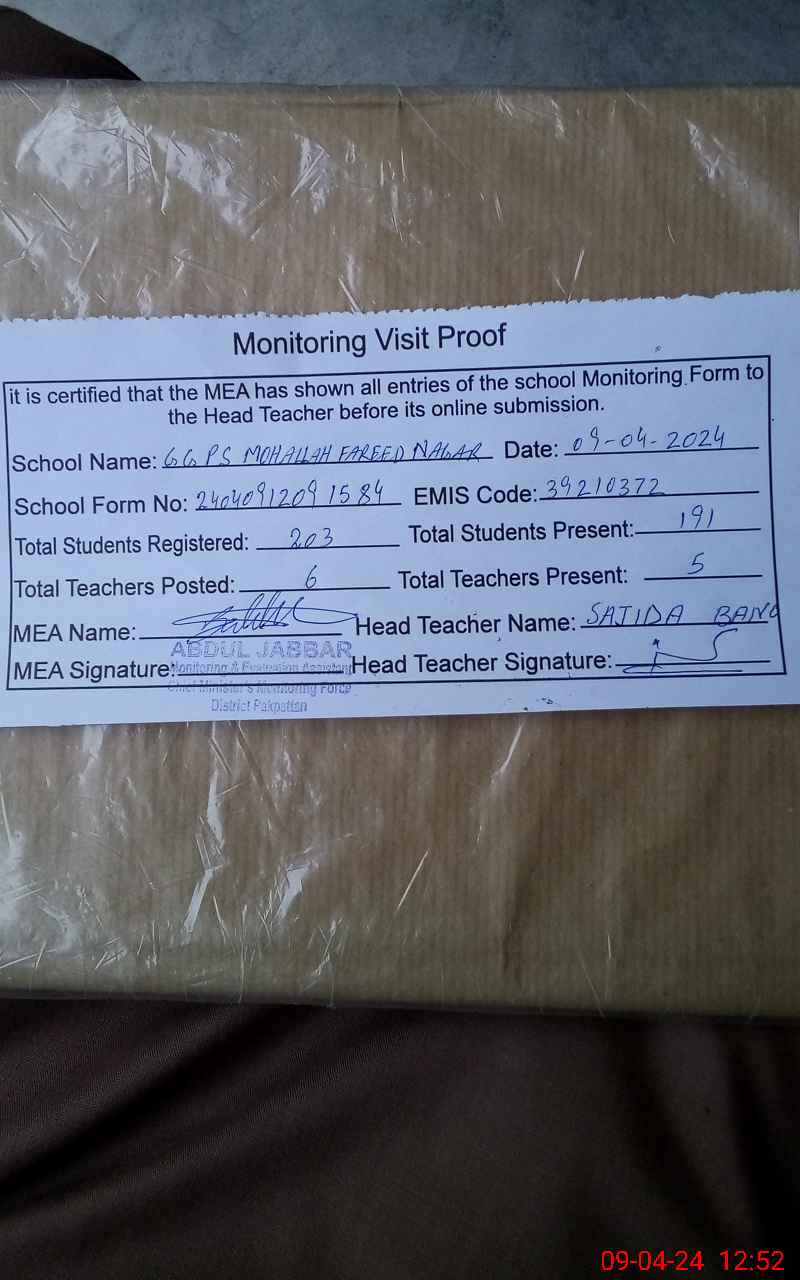 Monitoring Visit Proof
it is certified that the MEA has shown all entries of the school Monitoring Form to
the Head Teacher before its online submission.
School Name: GGPS MOHALLAH FAREED NAGAR Date: 09-04-2024
School Form No: 2404091209 1584 EMIS Code: 39210372
Total Students Registered: 203 Total Students Present: 191
Total Teachers Posted: 6 Total Teachers Present: 5
MEA Name: Head Teacher Name: SAJIDA BANO
ABDUL JABBAR
MEA Signature: Monitoring & Evaluation Assistant Head Teacher Signature:
Chief Minister's Monitoring Force
District Pakpattan
09-04-24 12:52